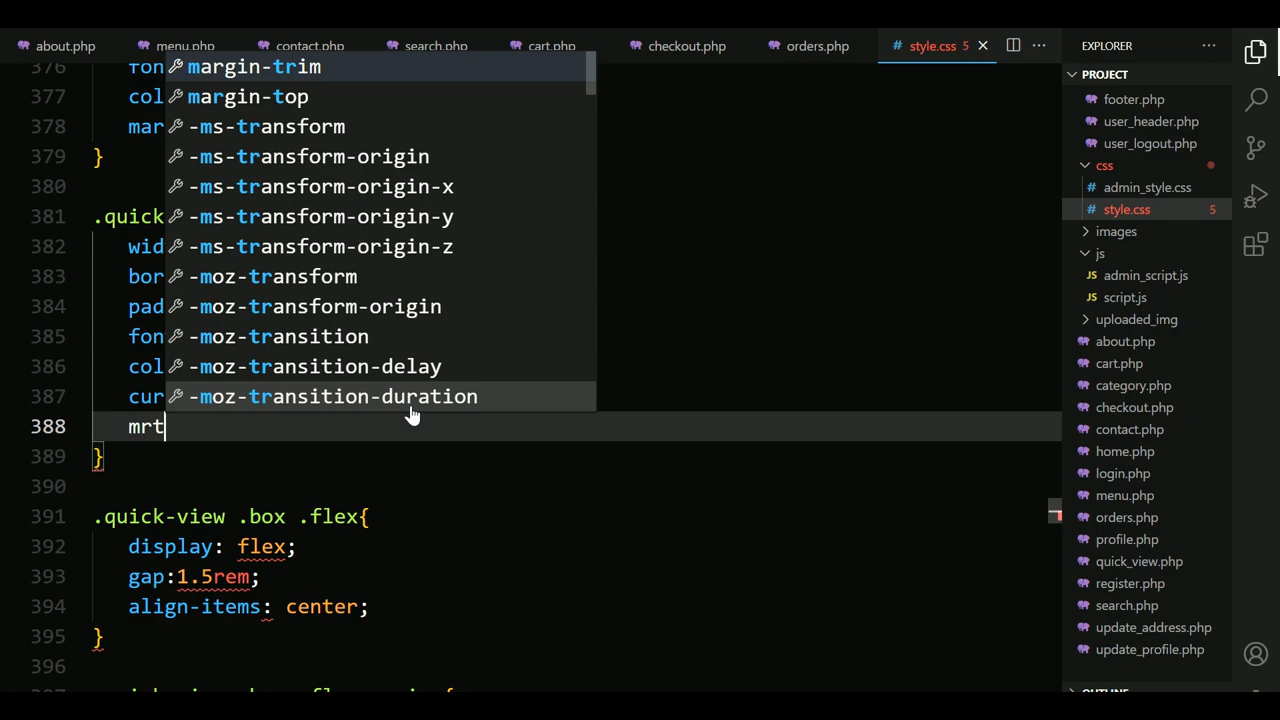 about.php menu.php contact.php search.php cart.php checkout.php orders.php # style.css 5
376 fon
377 col
378 mar
379 }
380
381 .quick
382 wid
383 bor
384 pad
385 fon
386 col
387 cur
388 mrt
389 }
390
391 .quick-view .box .flex{
392 display: flex;
393 gap:1.5rem;
394 align-items: center;
395 }
396
margin-trim
margin-top
-ms-transform
-ms-transform-origin
-ms-transform-origin-x
-ms-transform-origin-y
-ms-transform-origin-z
-moz-transform
-moz-transform-origin
-moz-transition
-moz-transition-delay
-moz-transition-duration
EXPLORER
PROJECT
footer.php
user_header.php
user_logout.php
css
# admin_style.css
# style.css 5
images
js
JS admin_script.js
JS script.js
uploaded_img
about.php
cart.php
category.php
checkout.php
contact.php
home.php
login.php
menu.php
orders.php
profile.php
quick_view.php
register.php
search.php
update_address.php
update_profile.php
OUTLINE